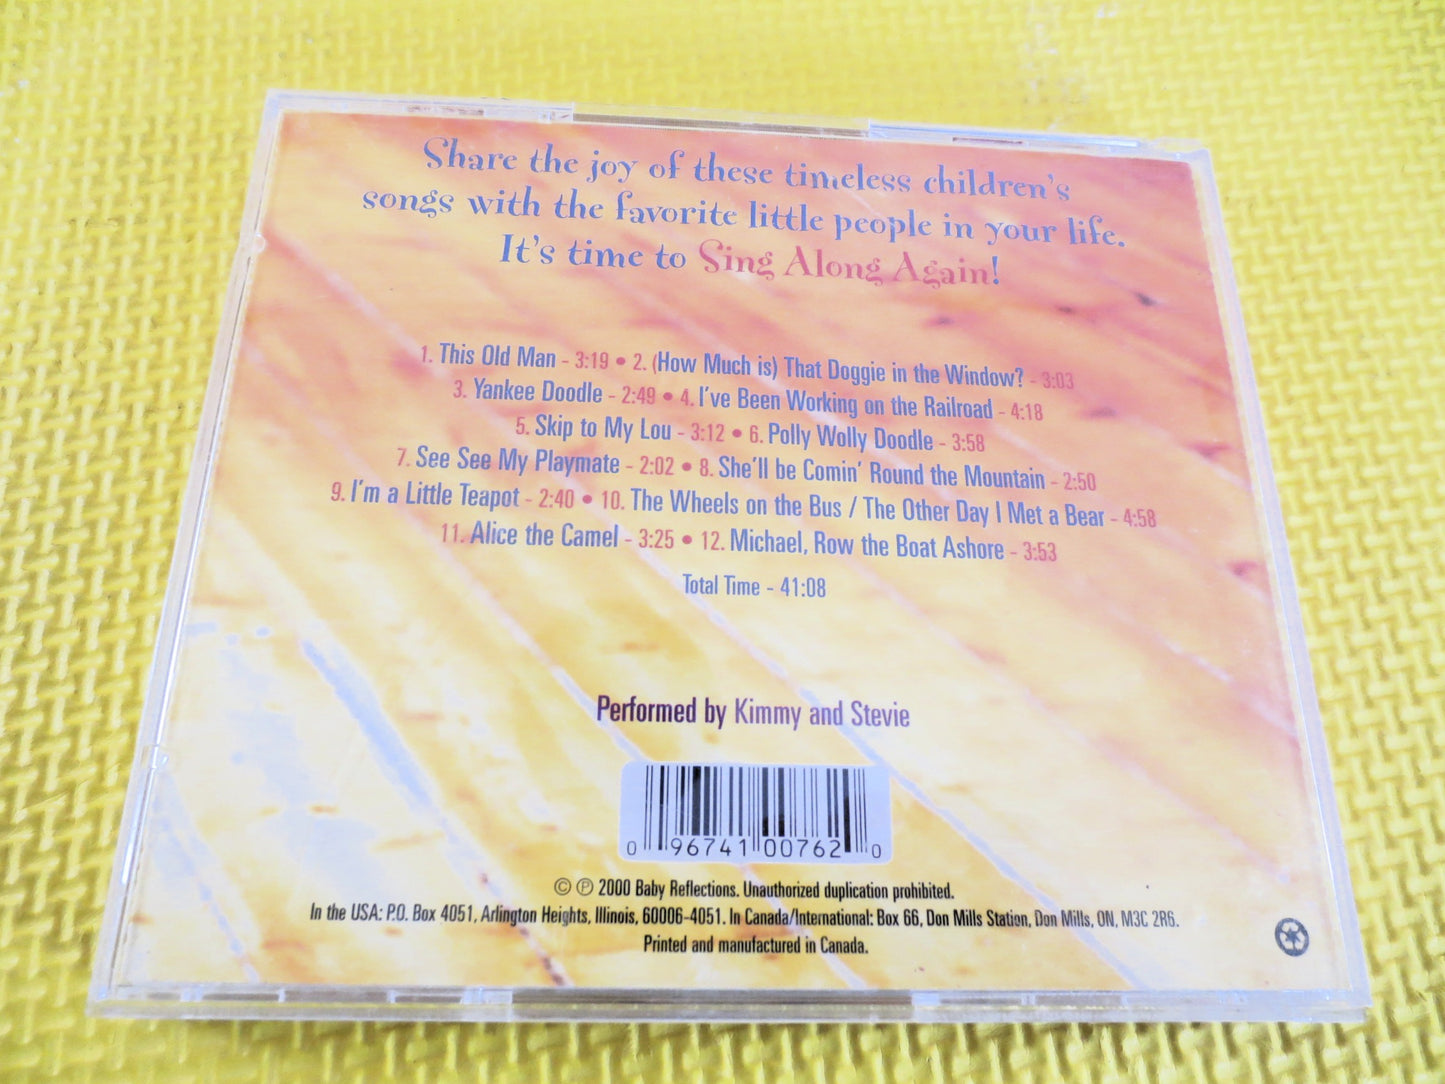 Share the joy of these timeless children's
songs with the favorite little people in your life.
It's time to Sing Along Again!
1. This Old Man - 3:19 • 2. (How Much is) That Doggie in the Window? - 3:03
3. Yankee Doodle - 2:49 • 4. I've Been Working on the Railroad - 4:18
5. Skip to My Lou - 3:12 • 6. Polly Wolly Doodle - 3:58
7. See See My Playmate - 2:02 • 8. She'll be Comin' Round the Mountain - 2:50
9. I'm a Little Teapot - 2:40 • 10. The Wheels on the Bus / The Other Day I Met a Bear - 4:58
11. Alice the Camel - 3:25 • 12. Michael, Row the Boat Ashore - 3:53
Total Time - 41:08
Performed by Kimmy and Stevie
0 96741 00762 0
© ℗ 2000 Baby Reflections. Unauthorized duplication prohibited.
In the USA: P.O. Box 4051, Arlington Heights, Illinois, 60006-4051. In Canada/International: Box 66, Don Mills Station, Don Mills, ON, M3C 2R6.
Printed and manufactured in Canada.